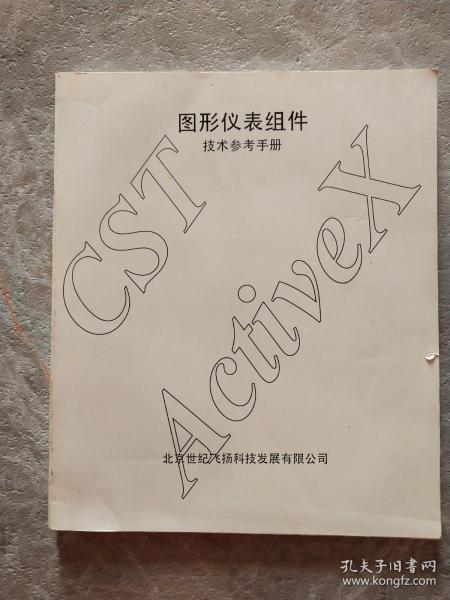 图形仪表组件
技术参考手册
CST
ActiveX
北京世纪飞扬科技发展有限公司
孔夫子旧书网
www.kongfz.com